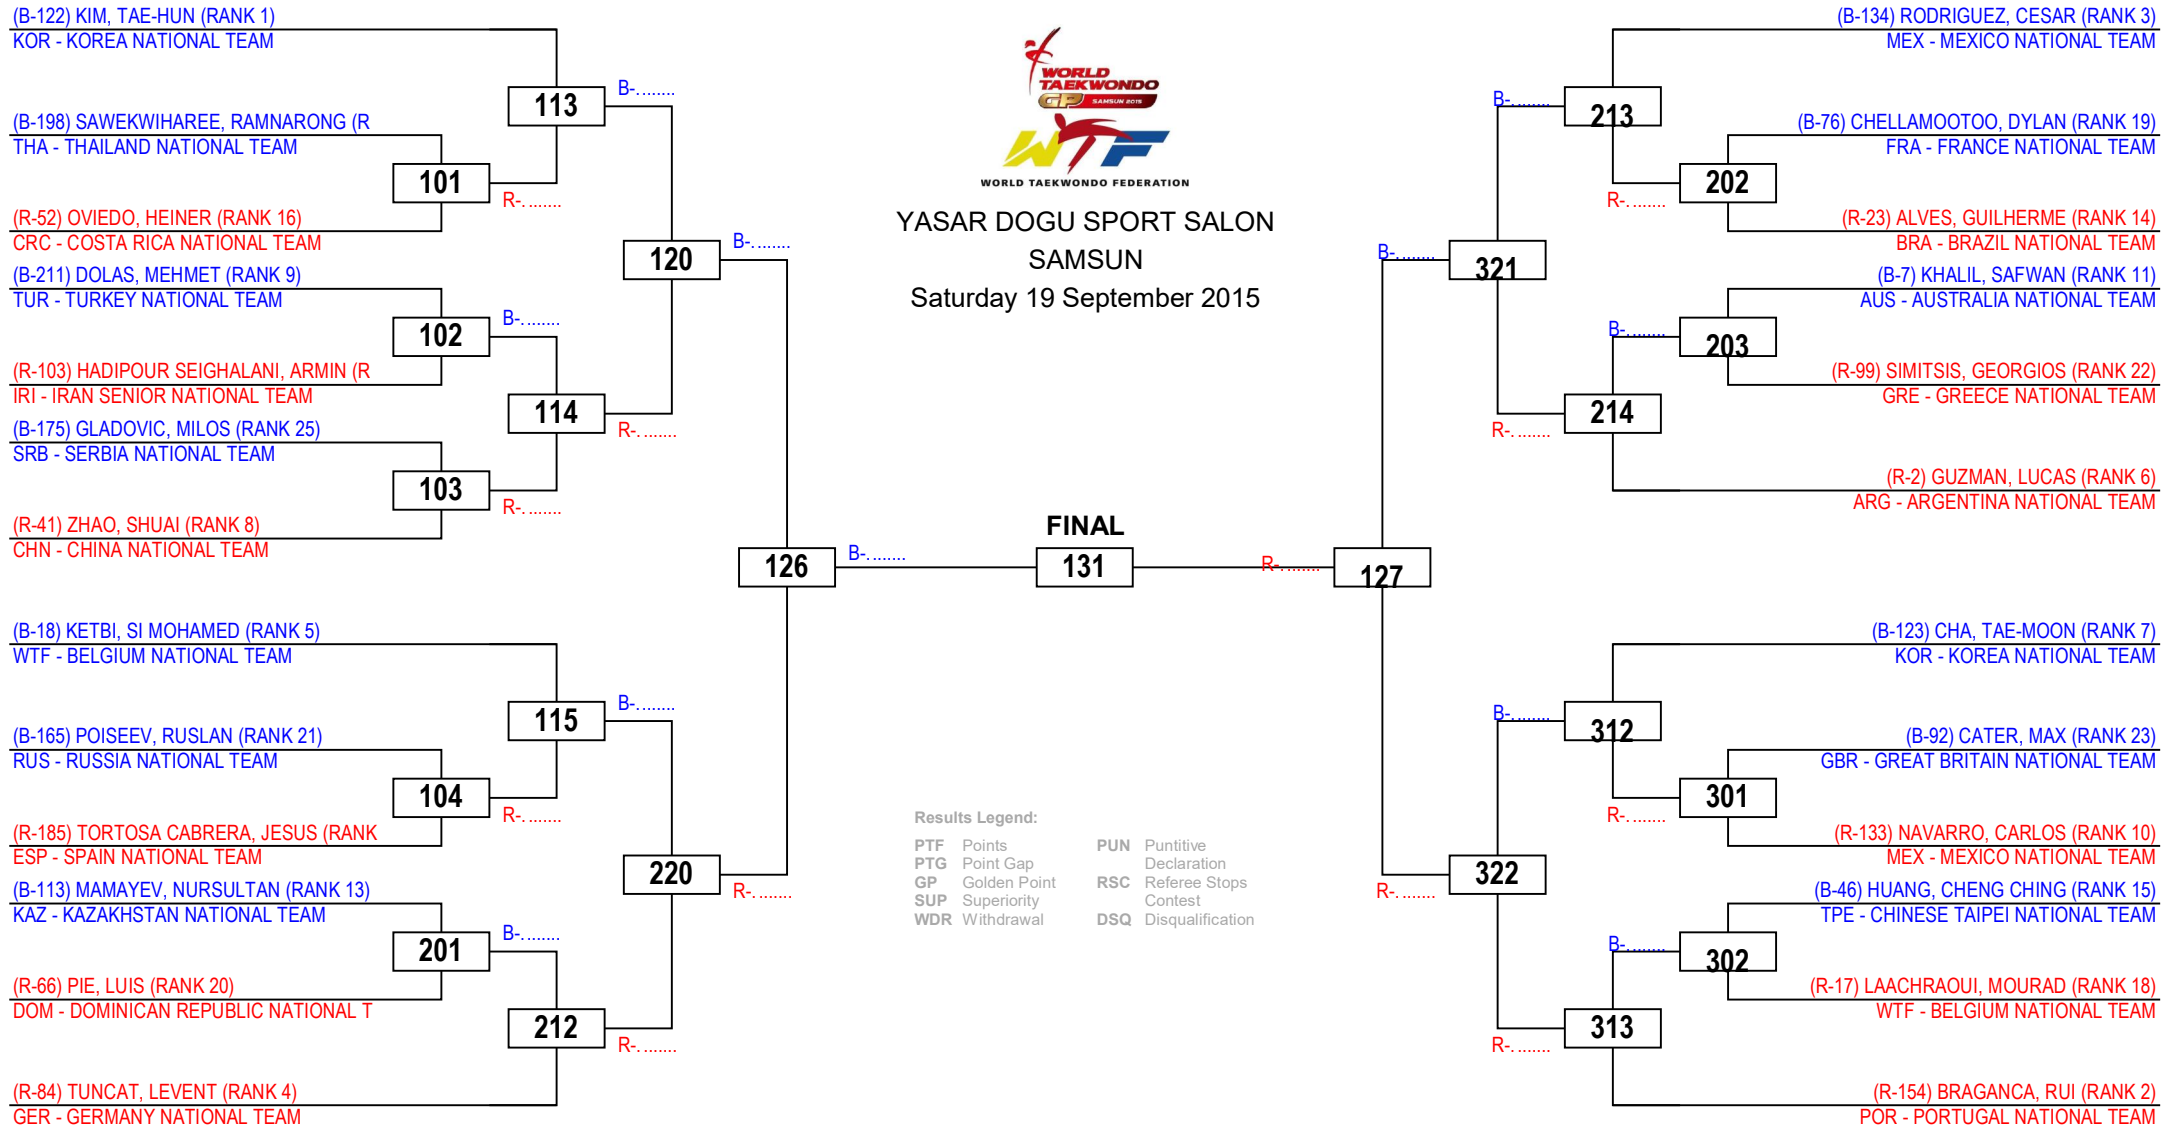 (B-122) KIM, TAE-HUN (RANK 1)
KOR - KOREA NATIONAL TEAM
113
B-........
(B-198) SAWEKWIHAREE, RAMNARONG (R
THA - THAILAND NATIONAL TEAM
101
R-........
(R-52) OVIEDO, HEINER (RANK 16)
CRC - COSTA RICA NATIONAL TEAM
120
B-........
(B-211) DOLAS, MEHMET (RANK 9)
TUR - TURKEY NATIONAL TEAM
102
B-........
(R-103) HADIPOUR SEIGHALANI, ARMIN (R
IRI - IRAN SENIOR NATIONAL TEAM
114
R-........
(B-175) GLADOVIC, MILOS (RANK 25)
SRB - SERBIA NATIONAL TEAM
103
R-........
(R-41) ZHAO, SHUAI (RANK 8)
CHN - CHINA NATIONAL TEAM
126
B-........
(B-18) KETBI, SI MOHAMED (RANK 5)
WTF - BELGIUM NATIONAL TEAM
115
B-........
(B-165) POISEEV, RUSLAN (RANK 21)
RUS - RUSSIA NATIONAL TEAM
104
R-........
(R-185) TORTOSA CABRERA, JESUS (RANK
ESP - SPAIN NATIONAL TEAM
220
R-........
(B-113) MAMAYEV, NURSULTAN (RANK 13)
KAZ - KAZAKHSTAN NATIONAL TEAM
201
B-........
(R-66) PIE, LUIS (RANK 20)
DOM - DOMINICAN REPUBLIC NATIONAL T
212
R-........
(R-84) TUNCAT, LEVENT (RANK 4)
GER - GERMANY NATIONAL TEAM
WORLD
TAEKWONDO
GP SAMSUN 2015
WTF
WORLD TAEKWONDO FEDERATION
YASAR DOGU SPORT SALON
SAMSUN
Saturday 19 September 2015
FINAL
131
Results Legend:
PTF Points
PTG Point Gap
GP Golden Point
SUP Superiority
WDR Withdrawal
PUN Puntitive
Declaration
RSC Referee Stops
Contest
DSQ Disqualification
(B-134) RODRIGUEZ, CESAR (RANK 3)
MEX - MEXICO NATIONAL TEAM
B-........
213
(B-76) CHELLAMOOTOO, DYLAN (RANK 19)
FRA - FRANCE NATIONAL TEAM
R-........
202
(R-23) ALVES, GUILHERME (RANK 14)
BRA - BRAZIL NATIONAL TEAM
B-........
321
(B-7) KHALIL, SAFWAN (RANK 11)
AUS - AUSTRALIA NATIONAL TEAM
B-........
203
(R-99) SIMITSIS, GEORGIOS (RANK 22)
GRE - GREECE NATIONAL TEAM
R-........
214
(R-2) GUZMAN, LUCAS (RANK 6)
ARG - ARGENTINA NATIONAL TEAM
R-........
127
(B-123) CHA, TAE-MOON (RANK 7)
KOR - KOREA NATIONAL TEAM
B-........
312
(B-92) CATER, MAX (RANK 23)
GBR - GREAT BRITAIN NATIONAL TEAM
R-........
301
(R-133) NAVARRO, CARLOS (RANK 10)
MEX - MEXICO NATIONAL TEAM
R-........
322
(B-46) HUANG, CHENG CHING (RANK 15)
TPE - CHINESE TAIPEI NATIONAL TEAM
B-........
302
(R-17) LAACHRAOUI, MOURAD (RANK 18)
WTF - BELGIUM NATIONAL TEAM
R-........
313
(R-154) BRAGANCA, RUI (RANK 2)
POR - PORTUGAL NATIONAL TEAM